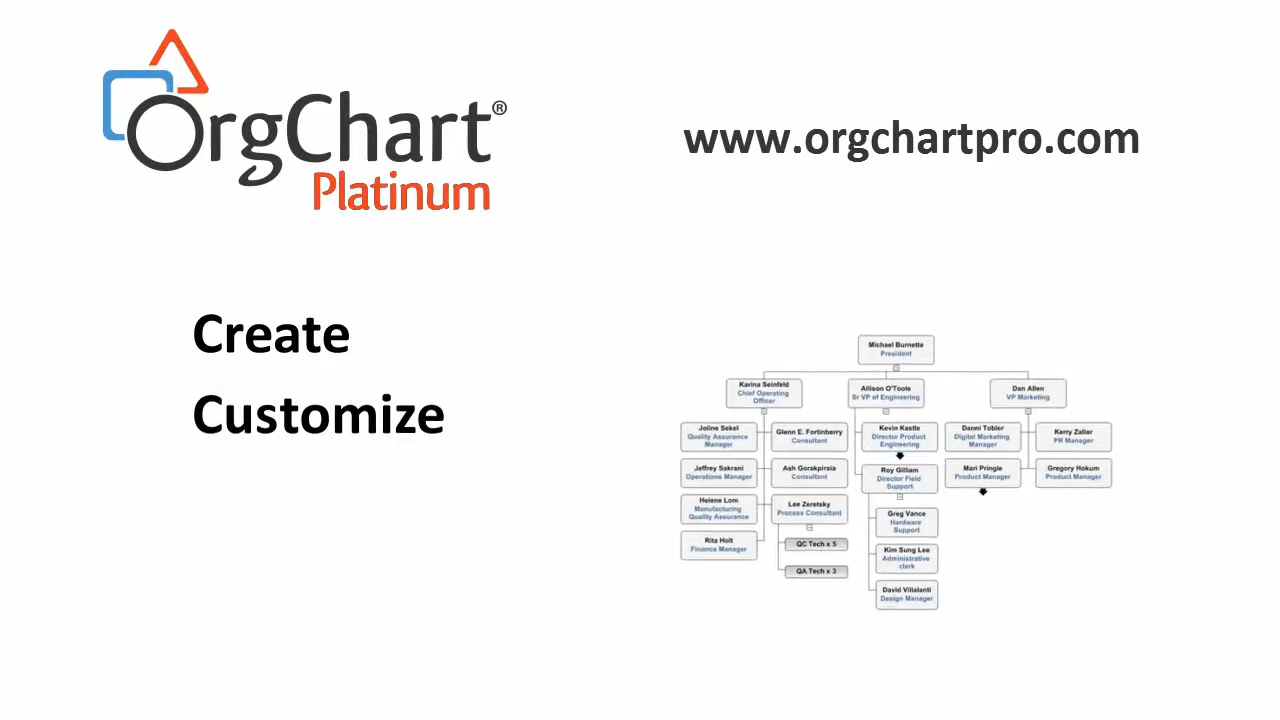 OrgChart®
Platinum
www.orgchartpro.com
Create
Customize
Michael Burnette
President
Karina Seinfeld
Chief Operating
Officer
Allison O'Toole
Sr VP of Engineering
Dan Allen
VP Marketing
Joline Sekel
Quality Assurance
Manager
Glenn E. Fortinberry
Consultant
Kevin Kastle
Director Product
Engineering
Danni Tobler
Digital Marketing
Manager
Kerry Zaller
PR Manager
Jeffrey Sakrani
Operations Manager
Ash Gorakpiraia
Consultant
Roy Gilliam
Director Field
Support
Mari Pringle
Product Manager
Gregory Hokum
Product Manager
Helene Lom
Manufacturing
Quality Assurance
Lee Zeretsky
Process Consultant
Greg Vance
Hardware
Support
Rita Holt
Finance Manager
QC Tech x 5
Kim Sung Lee
Administrative
clerk
QA Tech x 3
David Villalanti
Design Manager